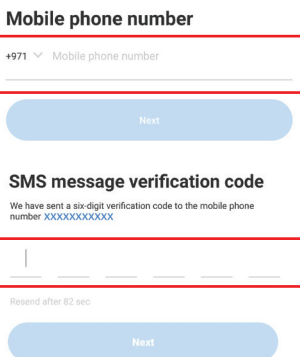 Mobile phone number
+971 Mobile phone number
Next
SMS message verification code
We have sent a six-digit verification code to the mobile phone
number XXXXXXXXXXX
Resend after 82 sec
Next